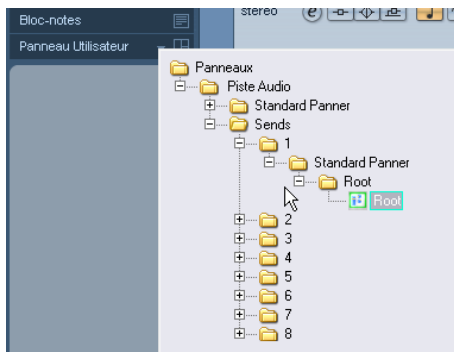 Bloc-notes
stereo
Panneau Utilisateur
Panneaux
Piste Audio
Standard Panner
Sends
1
Standard Panner
Root
Root
2
3
4
5
6
7
8